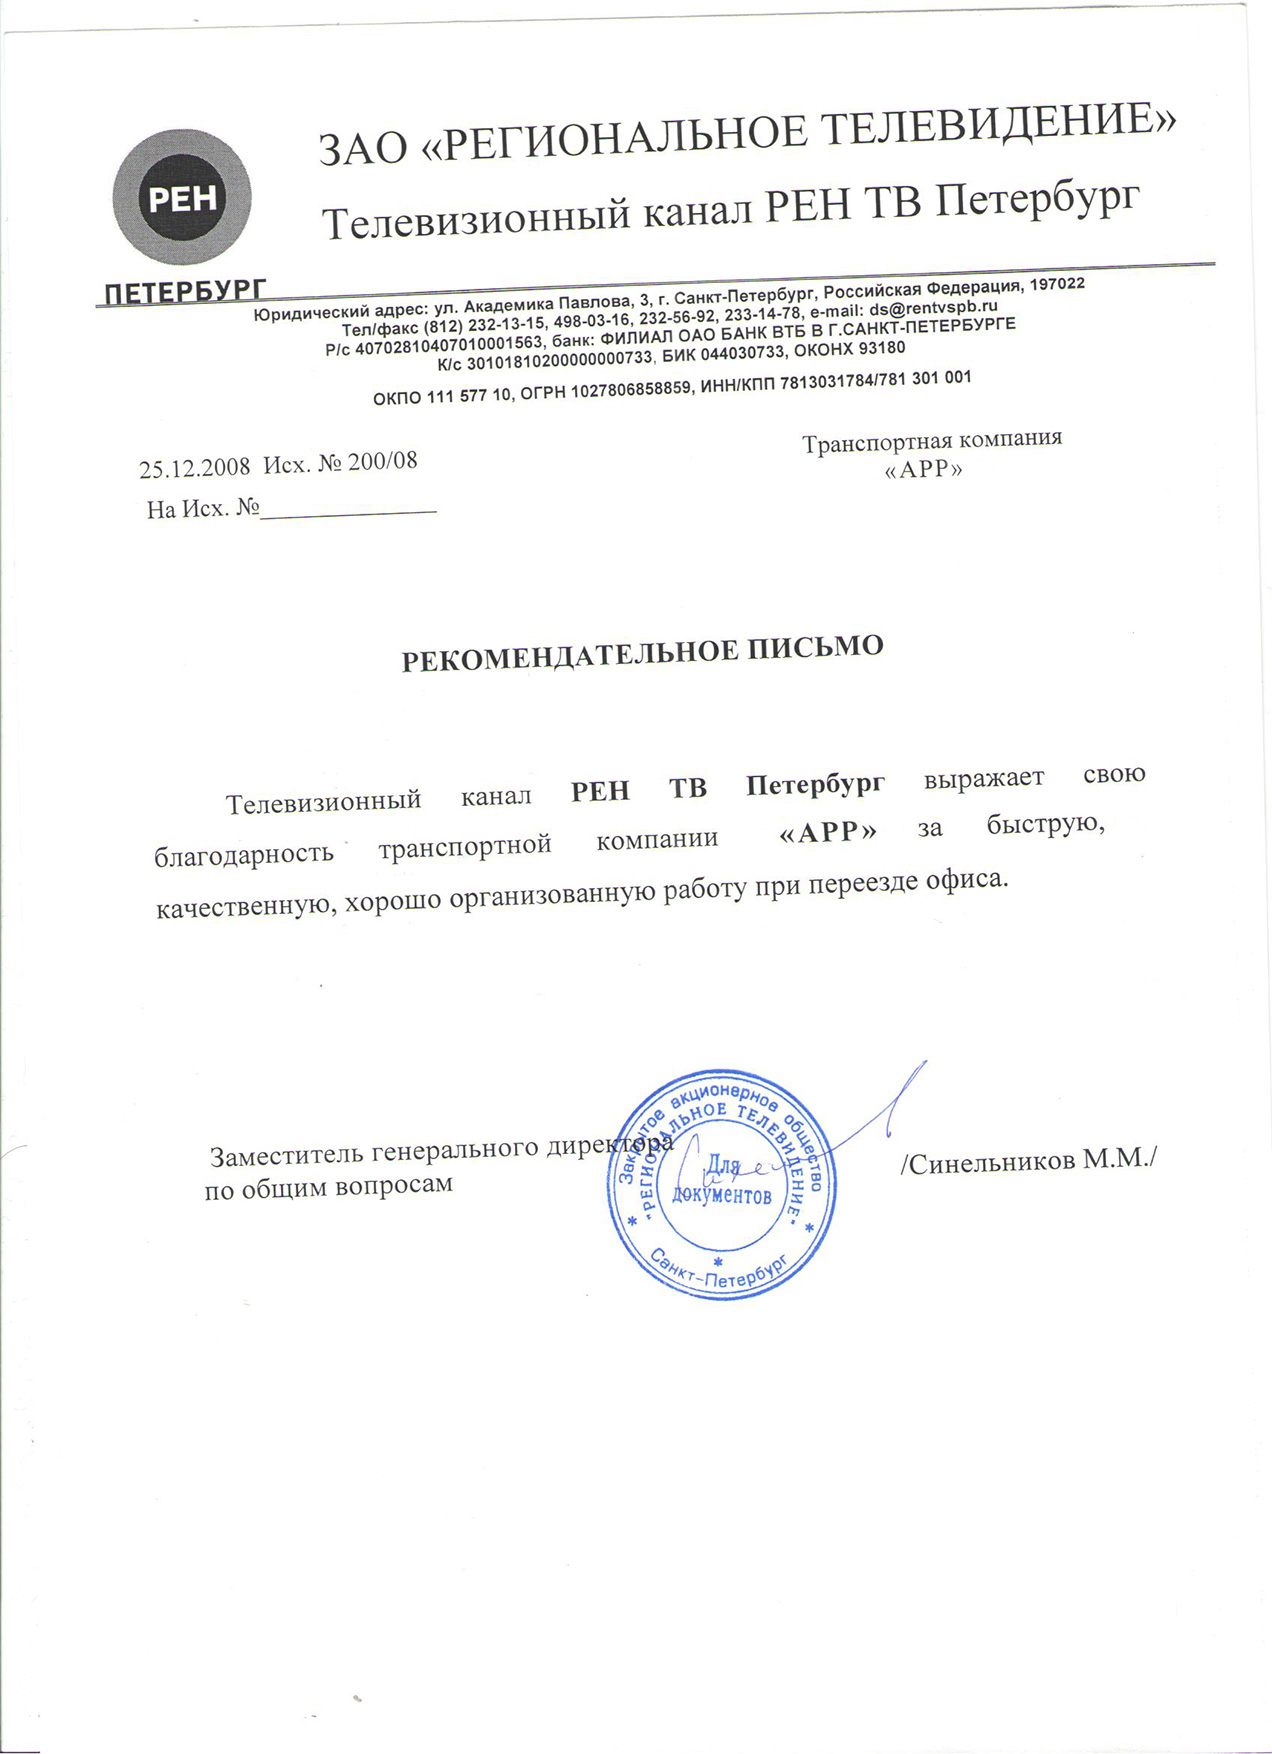 РЕН
ПЕТЕРБУРГ
ЗАО «РЕГИОНАЛЬНОЕ ТЕЛЕВИДЕНИЕ»
Телевизионный канал РЕН ТВ Петербург
Юридический адрес: ул. Академика Павлова, 3, г. Санкт-Петербург, Российская Федерация, 197022
Тел/факс (812) 232-13-15, 498-03-16, 232-56-92, 233-14-78, e-mail: ds@rentvspb.ru
Р/с 40702810407010001563, банк: ФИЛИАЛ ОАО БАНК ВТБ В Г.САНКТ-ПЕТЕРБУРГЕ
К/с 30101810200000000733, БИК 044030733, ОКОНХ 93180
ОКПО 111 577 10, ОГРН 1027806858859, ИНН/КПП 7813031784/781 301 001
25.12.2008 Исх. № 200/08
На Исх. №______________
Транспортная компания
«АРР»
РЕКОМЕНДАТЕЛЬНОЕ ПИСЬМО
Телевизионный канал РЕН ТВ Петербург выражает свою
благодарность транспортной компании «АРР» за быструю,
качественную, хорошо организованную работу при переезде офиса.
Заместитель генерального директора
по общим вопросам
/Синельников М.М./
Закрытое акционерное общество
"РЕГИОНАЛЬНОЕ ТЕЛЕВИДЕНИЕ"
Для
документов
* Санкт-Петербург *